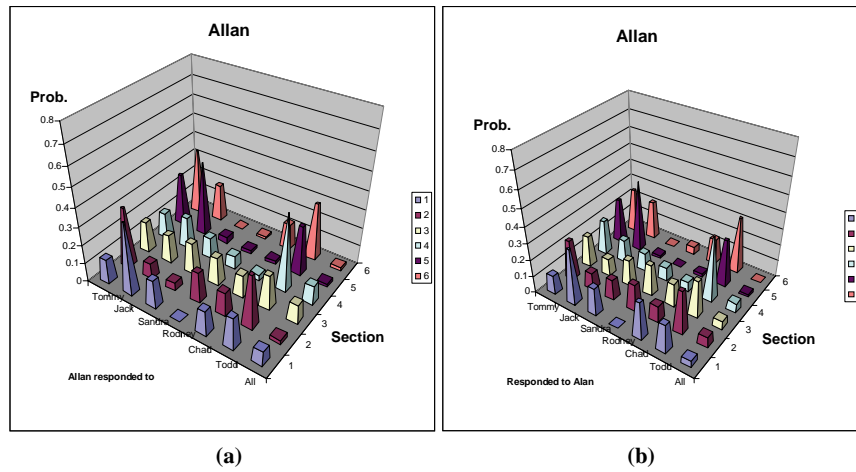 Allan
Prob.
0.8
0.7
0.6
0.5
0.4
0.3
0.2
0.1
0
Tommy
Jack
Sandra
Rodney
Chad
Todd
All
1
2
3
4
5
6
Section
Allan responded to
1
2
3
4
5
6
(a)
Allan
Prob.
0.8
0.7
0.6
0.5
0.4
0.3
0.2
0.1
0
Tommy
Jack
Sandra
Rodney
Chad
Todd
All
1
2
3
4
5
6
Section
Responded to Alan
(b)